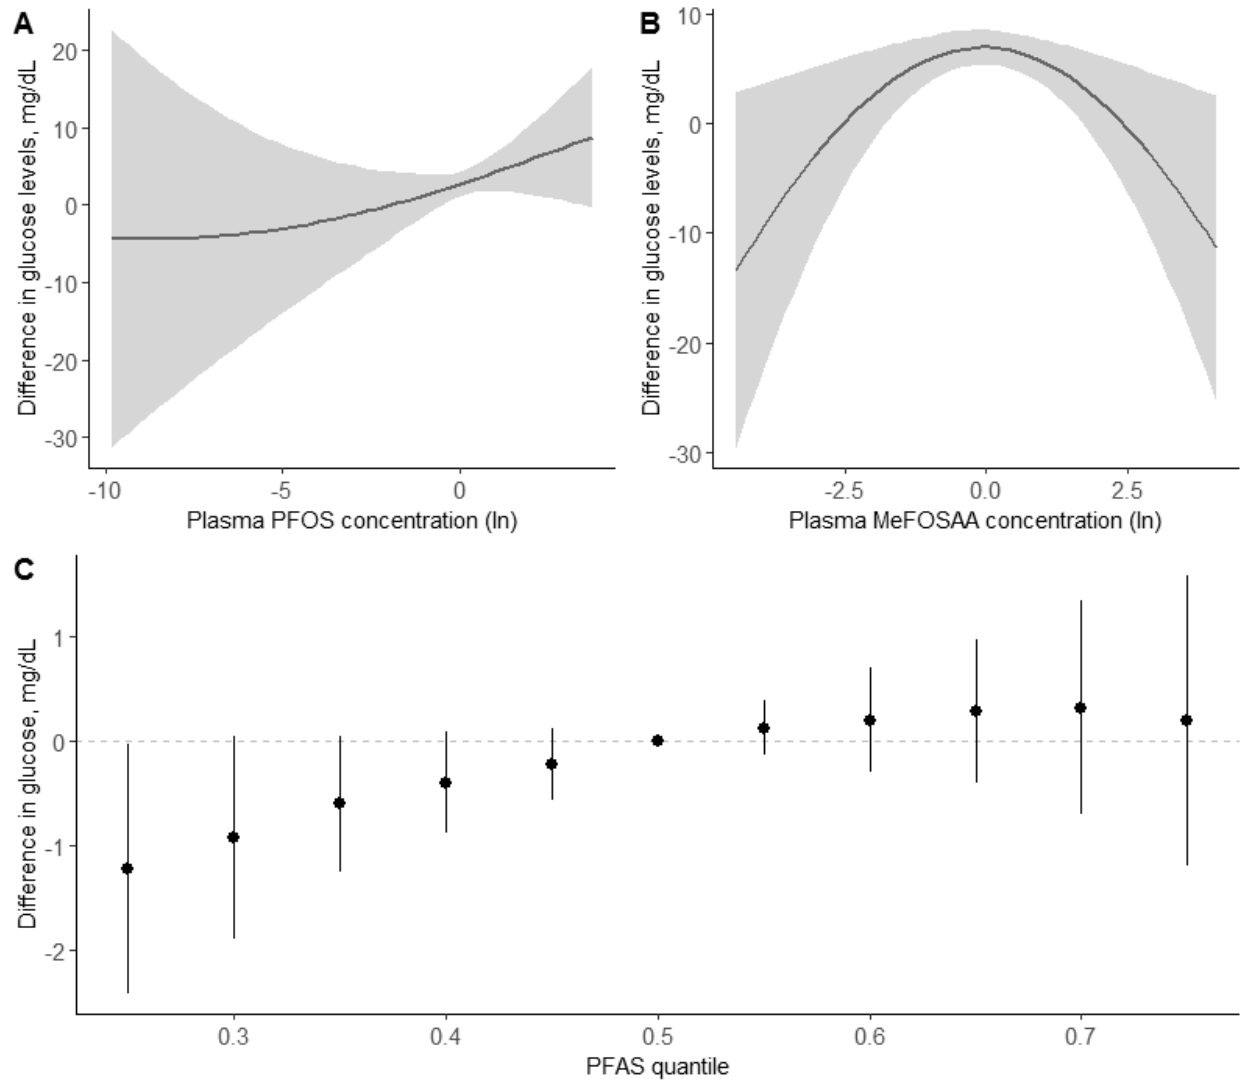 A
Difference in glucose levels, mg/dL
20
10
0
-10
-20
-30
-10
-5
0
Plasma PFOS concentration (ln)
B
Difference in glucose levels, mg/dL
10
0
-10
-20
-30
-2.5
0.0
2.5
Plasma MeFOSAA concentration (ln)
C
Difference in glucose, mg/dL
1
0
-1
-2
0.3
0.4
0.5
0.6
0.7
PFAS quantile